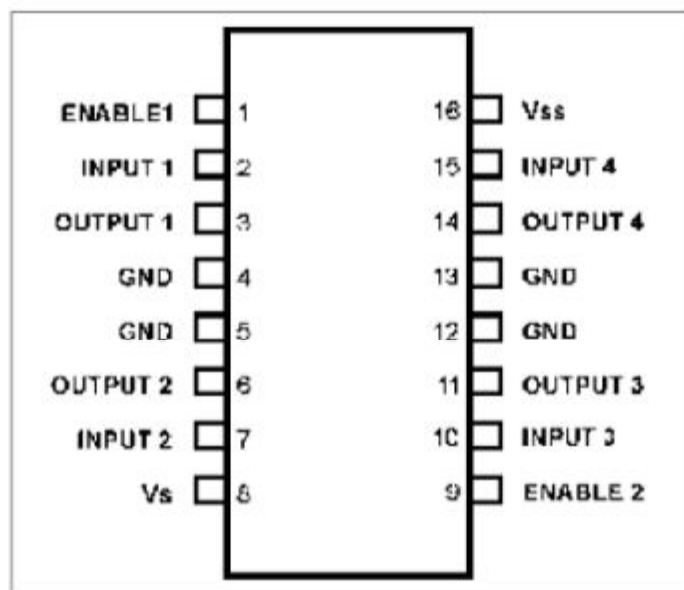 ENABLE1 1 16 Vss
INPUT 1 2 15 INPUT 4
OUTPUT 1 3 14 OUTPUT 4
GND 4 13 GND
GND 5 12 GND
OUTPUT 2 6 11 OUTPUT 3
INPUT 2 7 10 INPUT 3
Vs 8 9 ENABLE 2